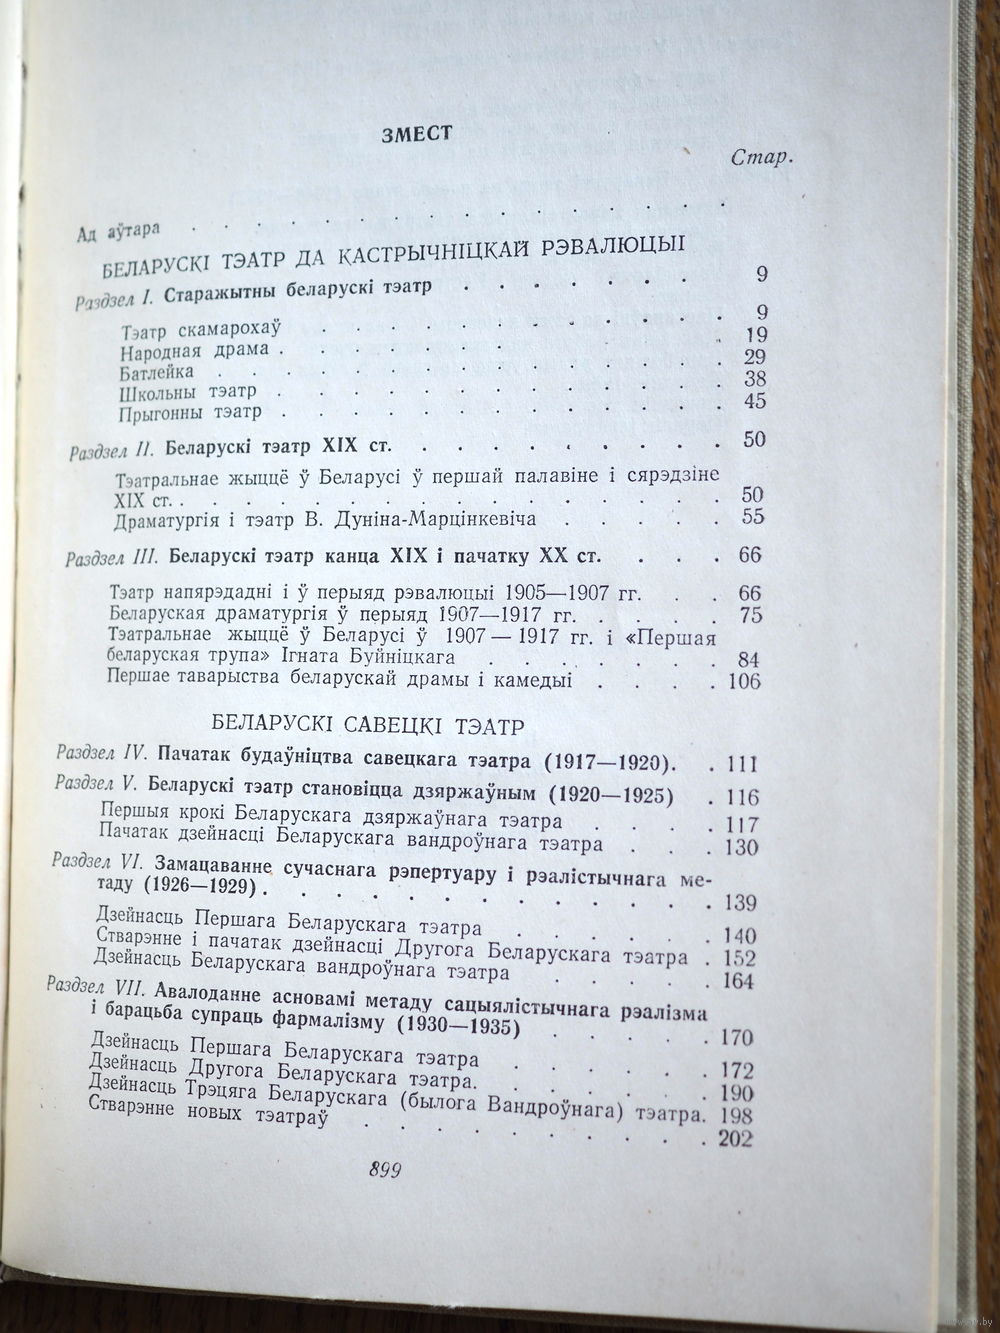 ЗМЕСТ
Стар.
Ад аўтара . . . . . . . . . . . . . . . .
БЕЛАРУСКІ ТЭАТР ДА КАСТРЫЧНІЦКАЙ РЭВАЛЮЦЫІ
Раздзел I. Старажытны беларускі тэатр . . . . . . . 9
Тэатр скамарохаў . . . . . . . . . . . . 9
Народная драма . . . . . . . . . . . . 19
Батлейка . . . . . . . . . . . . . . 29
Школьны тэатр . . . . . . . . . . . . 38
Прыгонны тэатр . . . . . . . . . . . . 45
Раздзел II. Беларускі тэатр XIX ст. . . . . . . . . 50
Тэатральнае жыццё ў Беларусі ў першай палавіне і сярэдзіне
XIX ст. . . . . . . . . . . . . . . . 50
Драматургія і тэатр В. Дуніна-Марцінкевіча . . . . . 55
Раздзел III. Беларускі тэатр канца XIX і пачатку XX ст. . . . 66
Тэатр напярэдадні і ў перыяд рэвалюцыі 1905—1907 гг. . . 66
Беларуская драматургія ў перыяд 1907—1917 гг. . . . . 75
Тэатральнае жыццё ў Беларусі ў 1907 — 1917 гг. і «Першая
беларуская трупа» Ігната Буйніцкага . . . . . . . 84
Першае таварыства беларускай драмы і камедыі . . . . 106
БЕЛАРУСКІ САВЕЦКІ ТЭАТР
Раздзел IV. Пачатак будаўніцтва савецкага тэатра (1917—1920). . 111
Раздзел V. Беларускі тэатр становіцца дзяржаўным (1920—1925) . 116
Першыя крокі Беларускага дзяржаўнага тэатра . . . . 117
Пачатак дзейнасці Беларускага вандроўнага тэатра . . . 130
Раздзел VI. Замацаванне сучаснага рэпертуару і рэалістычнага ме-
таду (1926—1929) . . . . . . . . . . . . . 139
Дзейнасць Першага Беларускага тэатра . . . . . . 140
Стварэнне і пачатак дзейнасці Другога Беларускага тэатра . 152
Дзейнасць Беларускага вандроўнага тэатра . . . . . 164
Раздзел VII. Авалоданне асновамі метаду сацыялістычнага рэалізма
і барацьба супраць фармалізму (1930—1935) . . . . . 170
Дзейнасць Першага Беларускага тэатра . . . . . . 172
Дзейнасць Другога Беларускага тэатра. . . . . . . 190
Дзейнасць Трэцяга Беларускага (былога Вандроўнага) тэатра. 198
Стварэнне новых тэатраў . . . . . . . . . . 202
899